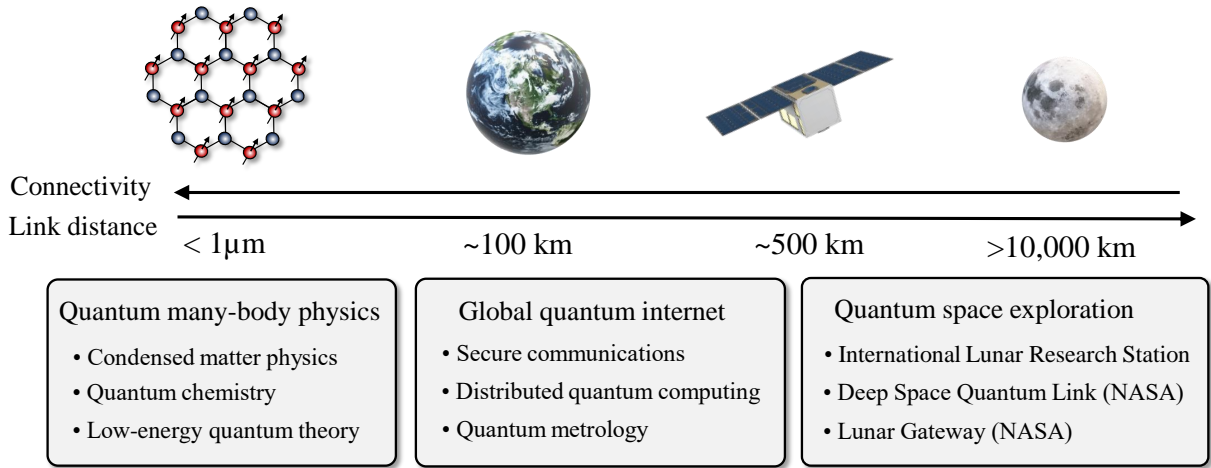 Connectivity
Link distance
< 1µm
~100 km
~500 km
>10,000 km
Quantum many-body physics
• Condensed matter physics
• Quantum chemistry
• Low-energy quantum theory
Global quantum internet
• Secure communications
• Distributed quantum computing
• Quantum metrology
Quantum space exploration
• International Lunar Research Station
• Deep Space Quantum Link (NASA)
• Lunar Gateway (NASA)